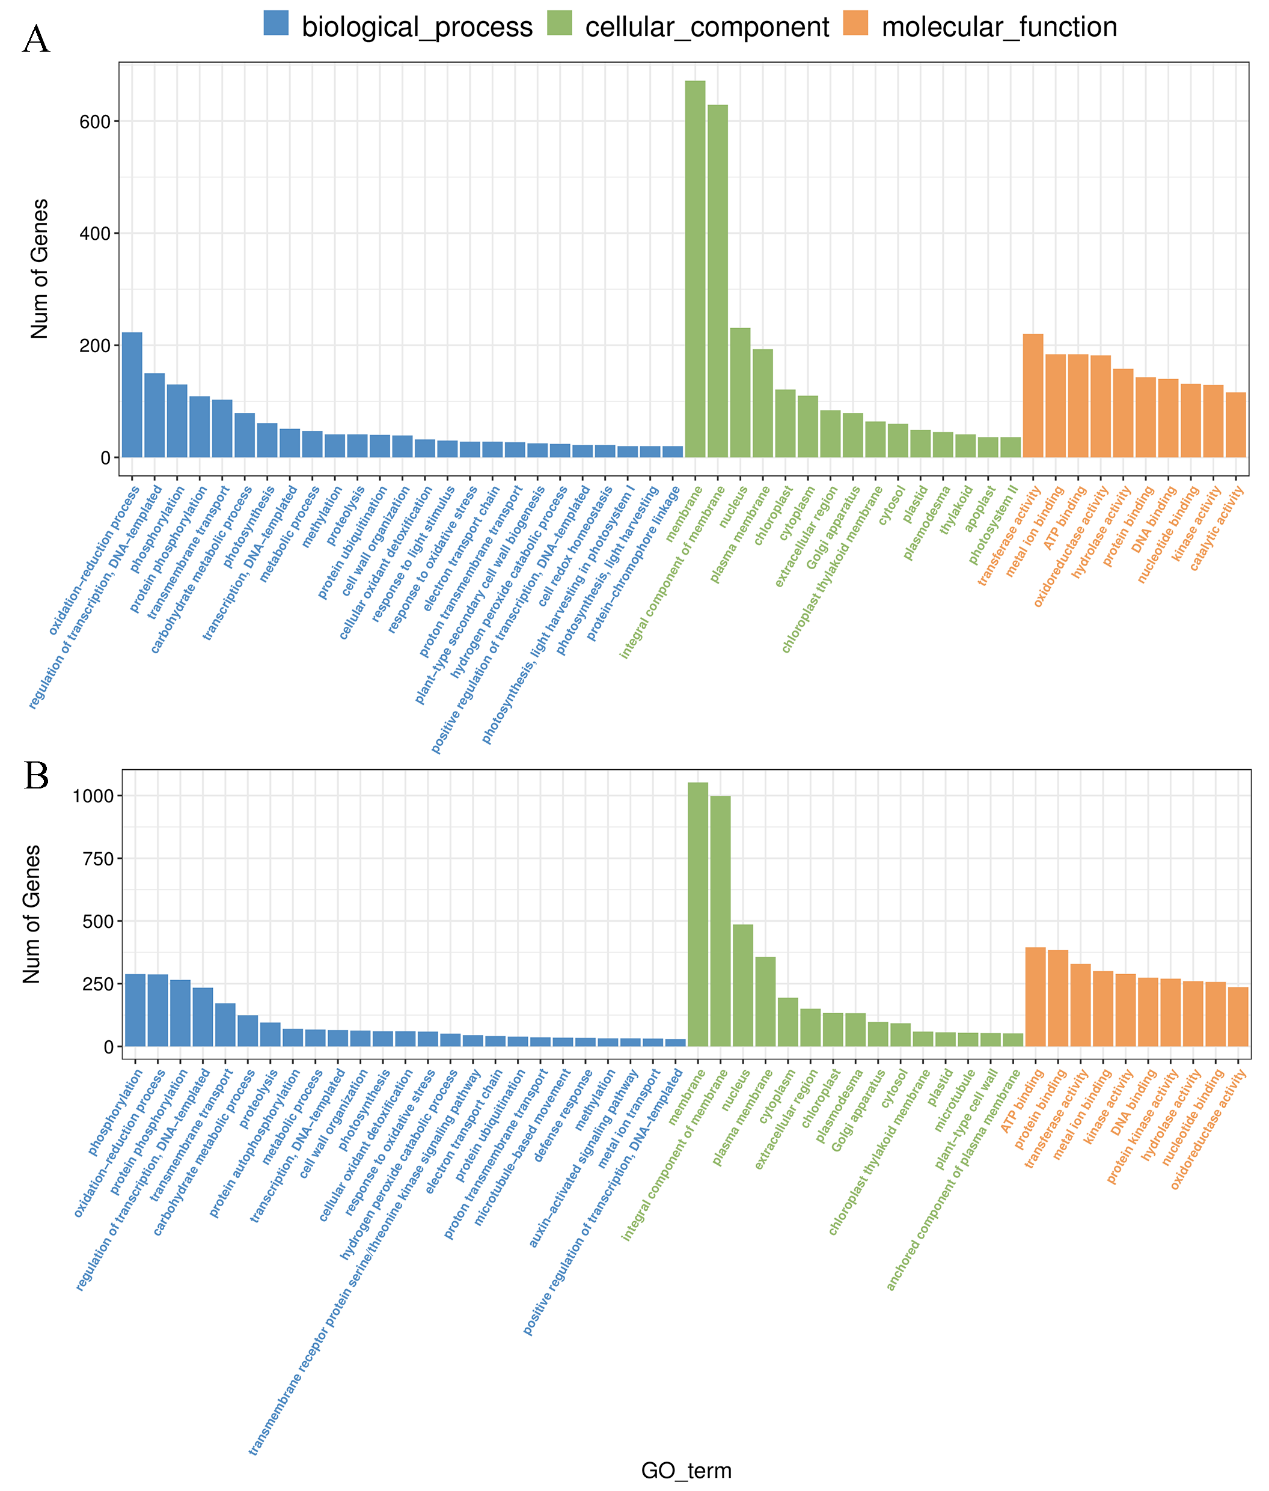 A
biological_process
cellular_component
molecular_function
Num of Genes
600
400
200
0
oxidation−reduction process
regulation of transcription, DNA−templated
phosphorylation
protein phosphorylation
transmembrane transport
carbohydrate metabolic process
photosynthesis
transcription, DNA−templated
metabolic process
methylation
proteolysis
protein ubiquitination
cell wall organization
cellular oxidant detoxification
response to light stimulus
response to oxidative stress
electron transport chain
proton transmembrane transport
plant−type secondary cell wall biogenesis
hydrogen peroxide catabolic process
positive regulation of transcription, DNA−templated
cell redox homeostasis
photosynthesis, light harvesting in photosystem I
photosynthesis, light harvesting
protein−chromophore linkage
membrane
integral component of membrane
nucleus
plasma membrane
chloroplast
cytoplasm
extracellular region
Golgi apparatus
chloroplast thylakoid membrane
cytosol
plastid
plasmodesma
thylakoid
apoplast
photosystem II
transferase activity
metal ion binding
ATP binding
oxidoreductase activity
hydrolase activity
protein binding
DNA binding
nucleotide binding
kinase activity
catalytic activity
B
Num of Genes
1000
750
500
250
0
phosphorylation
oxidation−reduction process
protein phosphorylation
regulation of transcription, DNA−templated
transmembrane transport
carbohydrate metabolic process
proteolysis
protein autophosphorylation
metabolic process
transcription, DNA−templated
cell wall organization
photosynthesis
cellular oxidant detoxification
response to oxidative stress
hydrogen peroxide catabolic process
transmembrane receptor protein serine/threonine kinase signaling pathway
electron transport chain
protein ubiquitination
proton transmembrane transport
microtubule−based movement
defense response
methylation
auxin−activated signaling pathway
metal ion transport
positive regulation of transcription, DNA−templated
membrane
integral component of membrane
nucleus
plasma membrane
cytoplasm
extracellular region
chloroplast
plasmodesma
Golgi apparatus
cytosol
chloroplast thylakoid membrane
plastid
microtubule
plant−type cell wall
anchored component of plasma membrane
ATP binding
protein binding
transferase activity
metal ion binding
kinase activity
DNA binding
protein kinase activity
hydrolase activity
nucleotide binding
oxidoreductase activity
GO_term